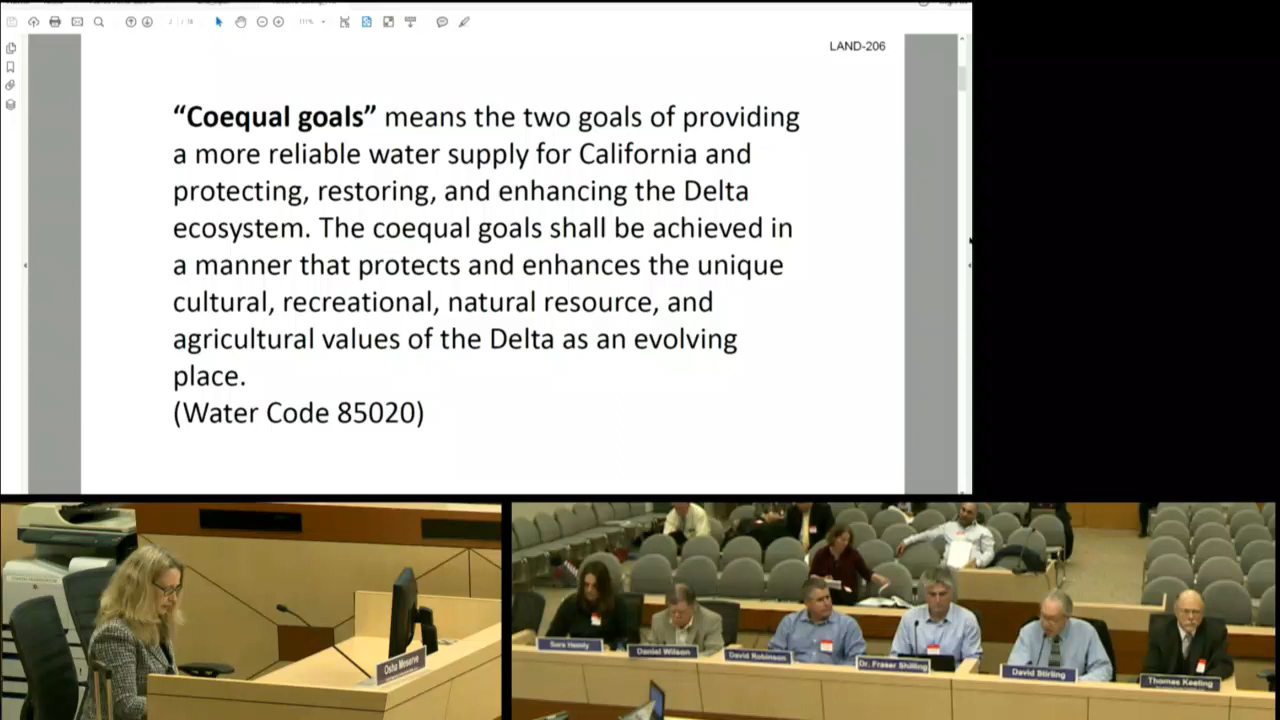 2 / 18
111%
LAND-206
“Coequal goals” means the two goals of providing
a more reliable water supply for California and
protecting, restoring, and enhancing the Delta
ecosystem. The coequal goals shall be achieved in
a manner that protects and enhances the unique
cultural, recreational, natural resource, and
agricultural values of the Delta as an evolving
place.
(Water Code 85020)
Osha Meserve
Daniel Wilson
David Robinson
Dr. Fraser Shilling
David Stirling
Thomas Keeling